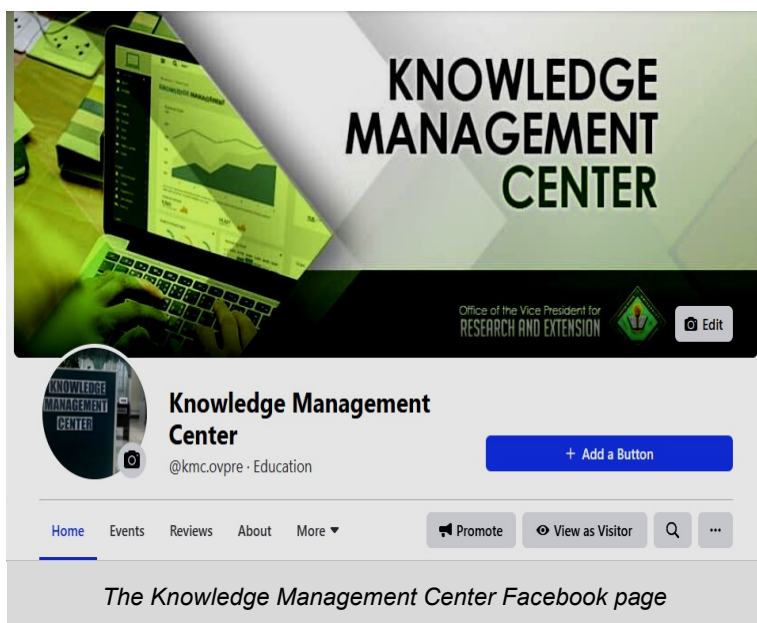 KNOWLEDGE MANAGEMENT
KNOWLEDGE
MANAGEMENT
CENTER
Office of the Vice President for
RESEARCH AND EXTENSION
Edit
KNOWLEDGE
MANAGEMENT
CENTER
Knowledge Management
Center
@kmc.ovpre · Education
+ Add a Button
Home Events Reviews About More Promote View as Visitor ...
The Knowledge Management Center Facebook page